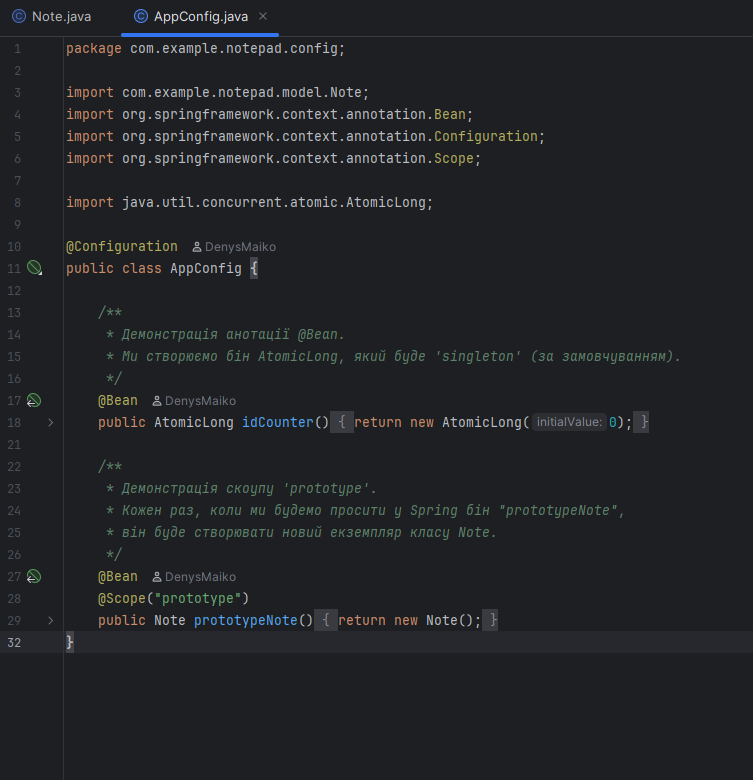 Note.java
AppConfig.java
1 package com.example.notepad.config;
2
3 import com.example.notepad.model.Note;
4 import org.springframework.context.annotation.Bean;
5 import org.springframework.context.annotation.Configuration;
6 import org.springframework.context.annotation.Scope;
7
8 import java.util.concurrent.atomic.AtomicLong;
9
10 @Configuration DenysMaiko
11 public class AppConfig {
12
13 /**
14 * Демонстрація анотації @Bean.
15 * Ми створюємо бін AtomicLong, який буде 'singleton' (за замовчуванням).
16 */
17 @Bean DenysMaiko
18 public AtomicLong idCounter() { return new AtomicLong( initialValue: 0); }
21
22 /**
23 * Демонстрація скоупу 'prototype'.
24 * Кожен раз, коли ми будемо просити у Spring бін "prototypeNote",
25 * він буде створювати новий екземпляр класу Note.
26 */
27 @Bean DenysMaiko
28 @Scope("prototype")
29 public Note prototypeNote() { return new Note(); }
32 }